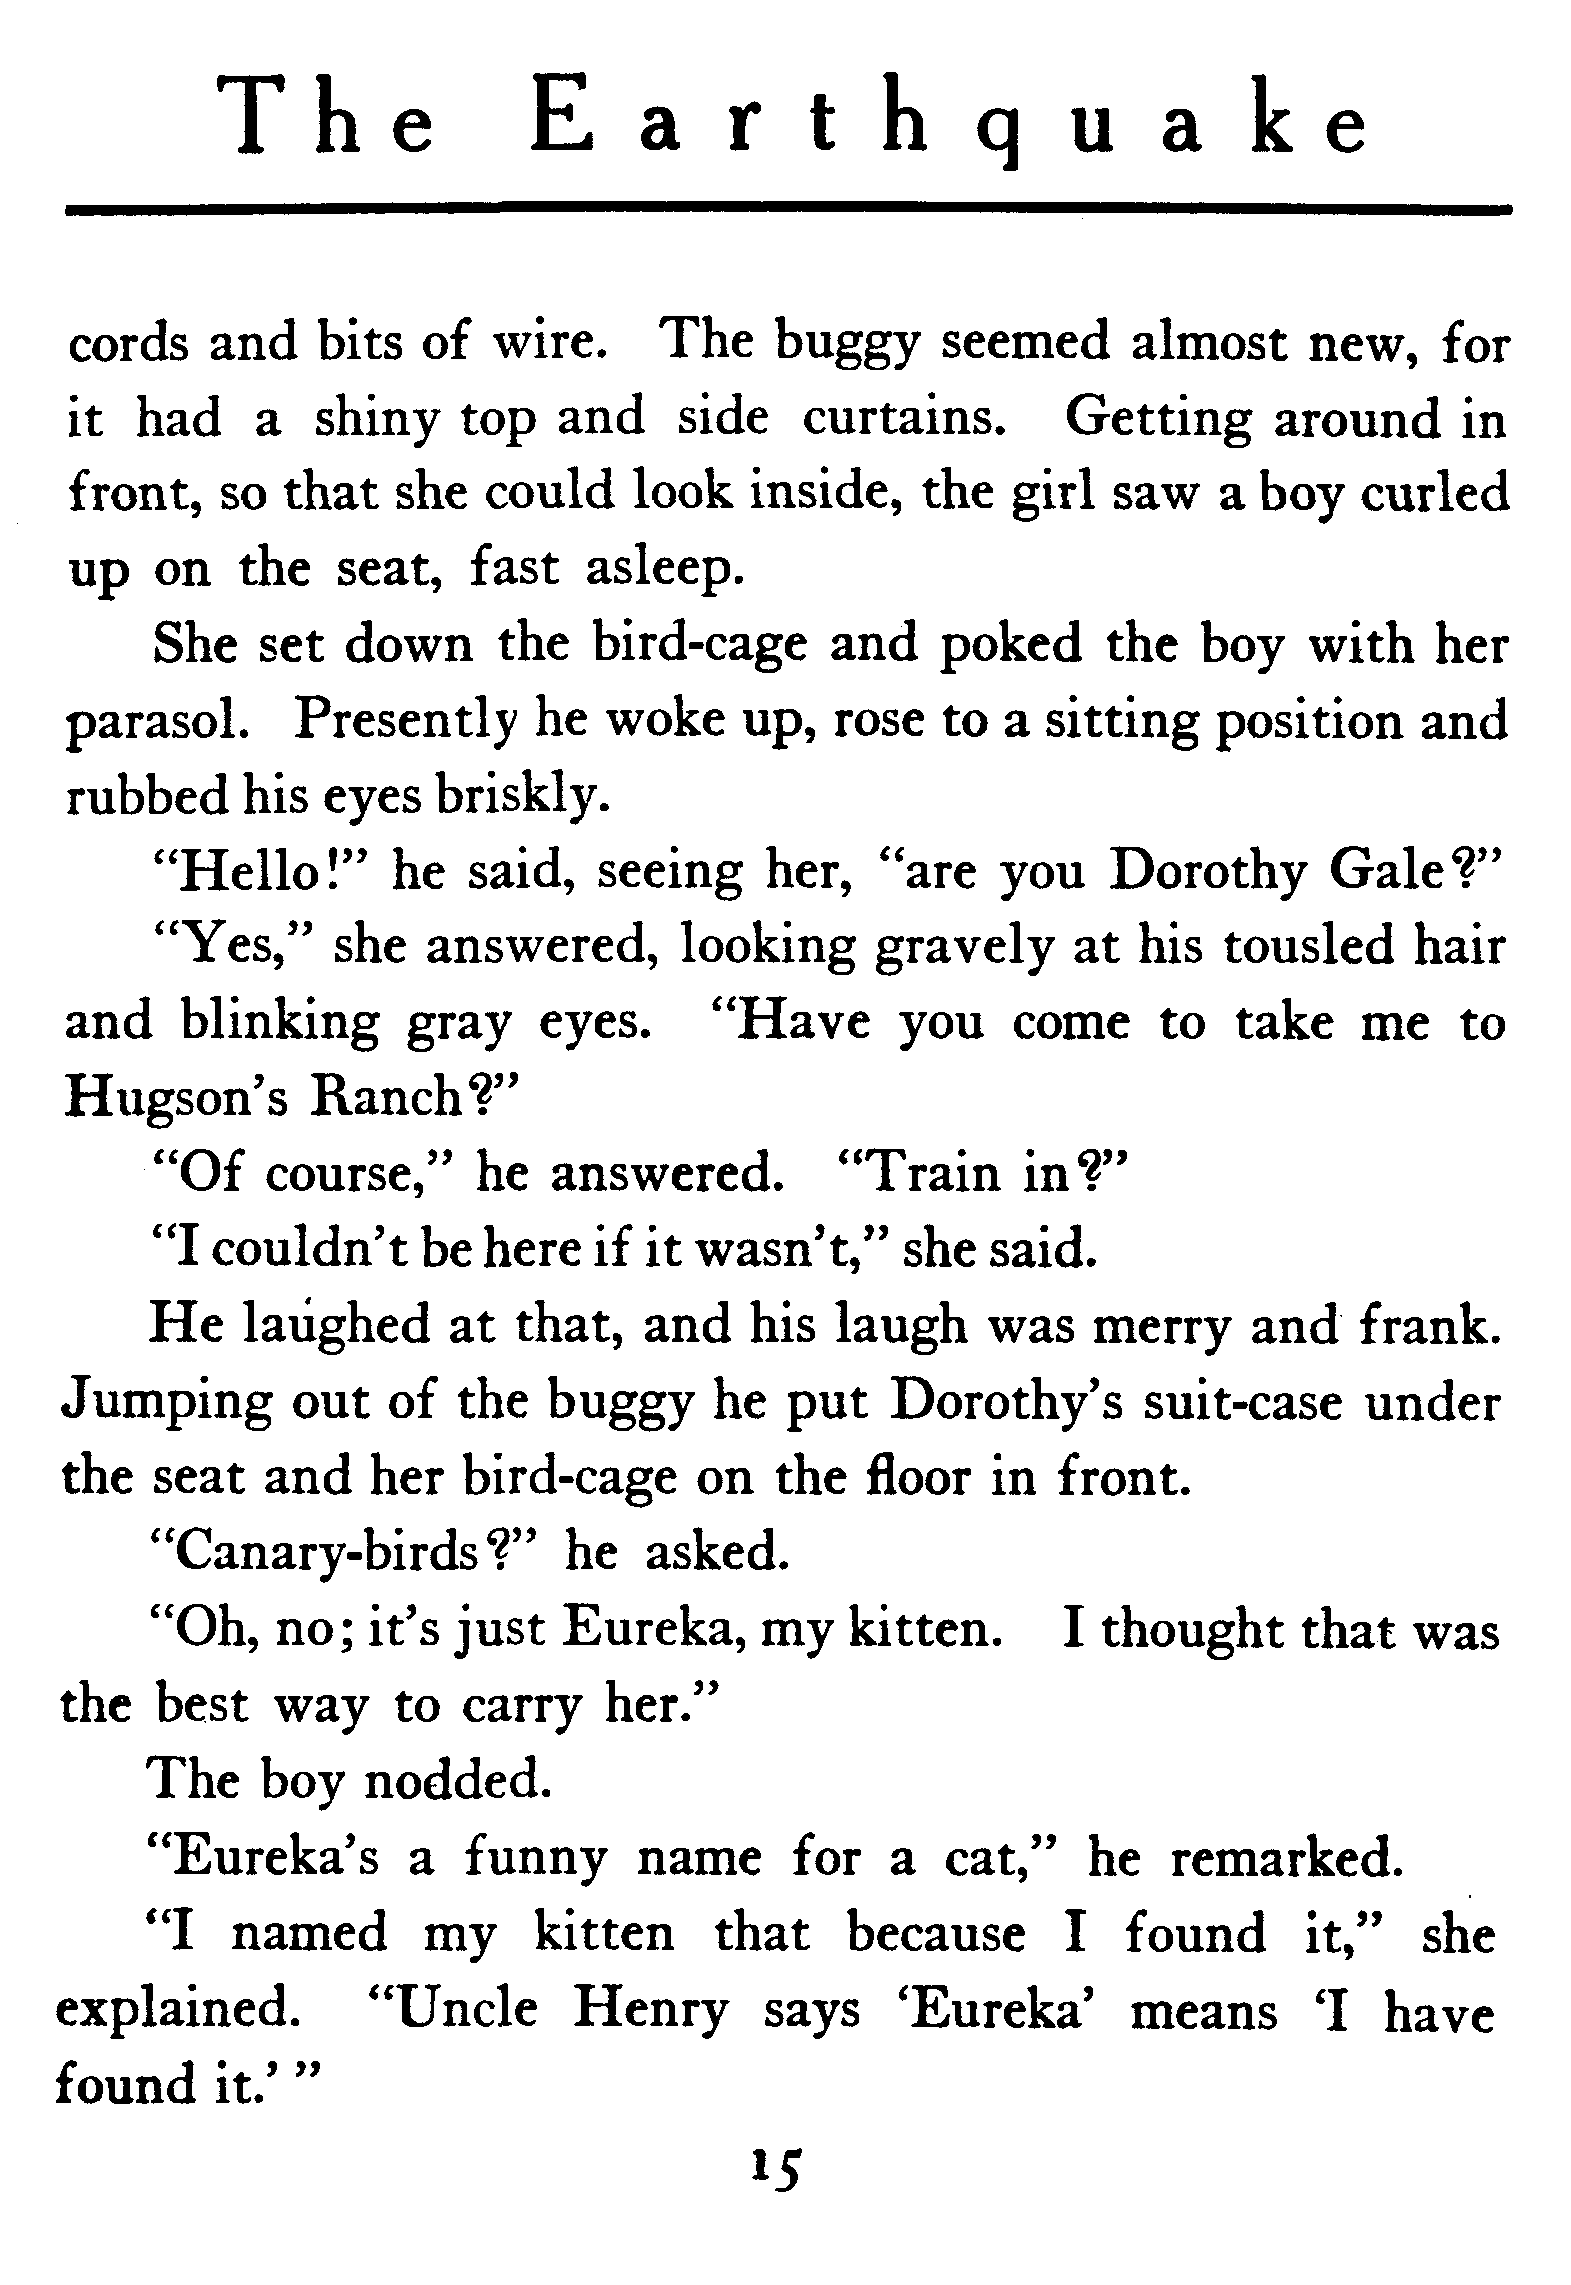 The Earthquake
cords and bits of wire. The buggy seemed almost new, for
it had a shiny top and side curtains. Getting around in
front, so that she could look inside, the girl saw a boy curled
up on the seat, fast asleep.
She set down the bird-cage and poked the boy with her
parasol. Presently he woke up, rose to a sitting position and
rubbed his eyes briskly.
“Hello!” he said, seeing her, “are you Dorothy Gale?”
“Yes,” she answered, looking gravely at his tousled hair
and blinking gray eyes. “Have you come to take me to
Hugson’s Ranch?”
“Of course,” he answered. “Train in?”
“I couldn’t be here if it wasn’t,” she said.
He laughed at that, and his laugh was merry and frank.
Jumping out of the buggy he put Dorothy’s suit-case under
the seat and her bird-cage on the floor in front.
“Canary-birds?” he asked.
“Oh, no; it’s just Eureka, my kitten. I thought that was
the best way to carry her.”
The boy nodded.
“Eureka’s a funny name for a cat,” he remarked.
“I named my kitten that because I found it,” she
explained. “Uncle Henry says ‘Eureka’ means ‘I have
found it.’ ”
15